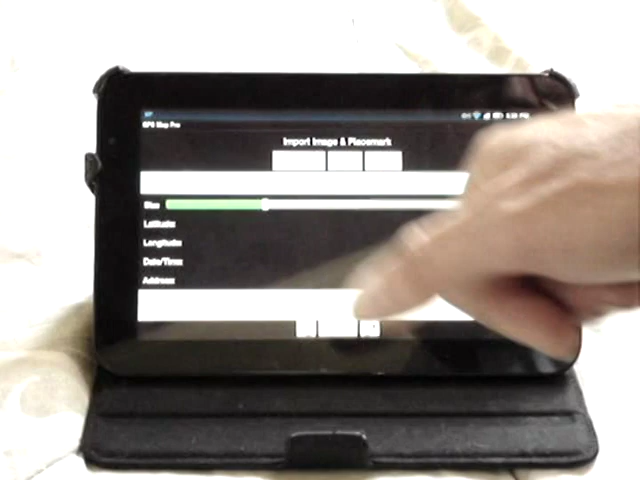 GPS Map Pro
Import Image & Placemark
Size
Latitude:
Longitude:
Date/Time:
Address: